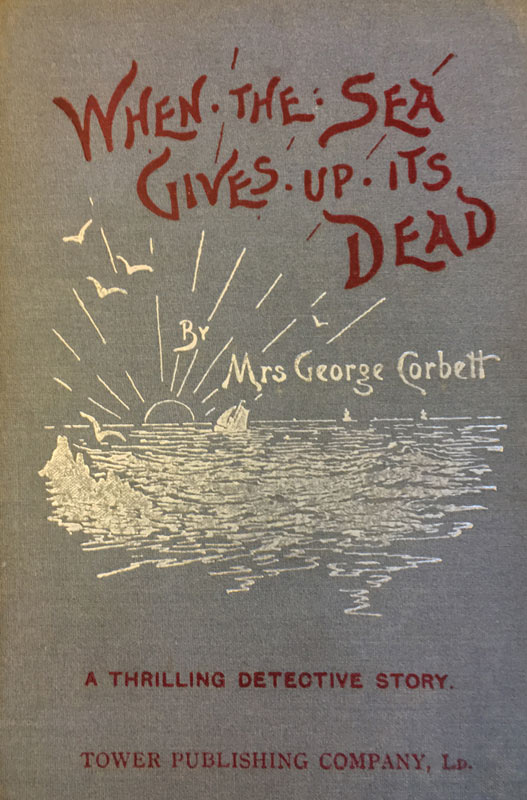 WHEN · THE : SEA
GIVES · UP · ITS
DEAD
BY
Mrs George Corbett
A THRILLING DETECTIVE STORY.
TOWER PUBLISHING COMPANY, LD.